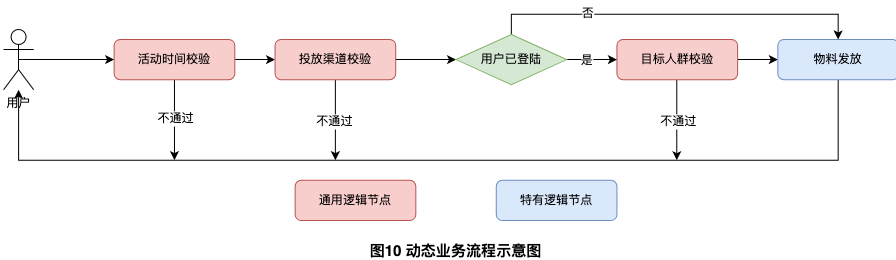 否
活动时间校验
投放渠道校验
用户已登陆
是
目标人群校验
物料发放
用户
不通过
不通过
不通过
通用逻辑节点
特有逻辑节点
图10 动态业务流程示意图